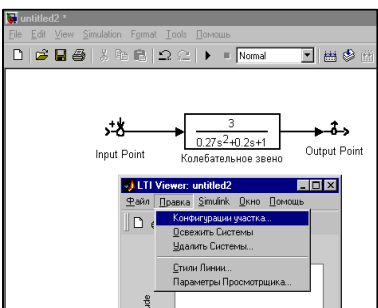 untitled2 *
File Edit View Simulation Format Tools Помощь
Normal
Input Point
3
0.27s²+0.2s+1
Колебательное звено
Output Point
LTI Viewer: untitled2
Файл Правка Simulink Окно Помощь
Конфигурации участка...
Освежить Системы
Удалить Системы...
Стили Линии...
Параметры Просмотрщика...